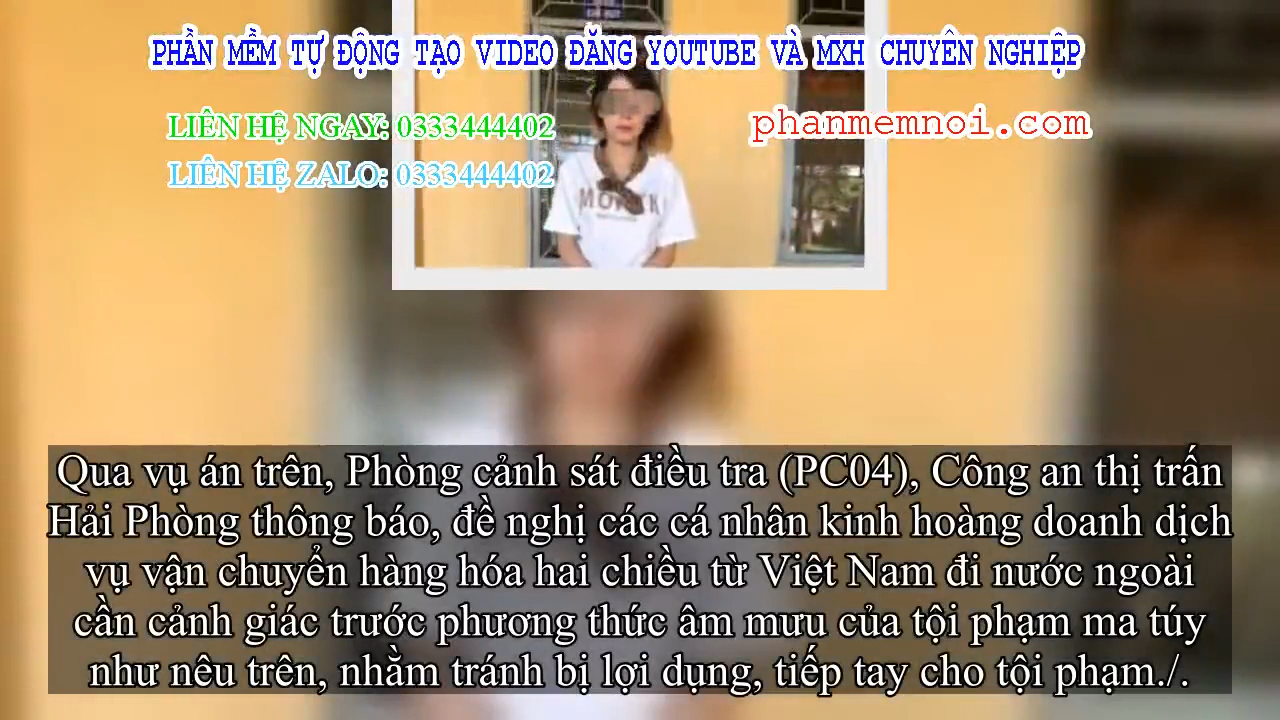 PHẦN MỀM TỰ ĐỘNG TẠO VIDEO ĐĂNG YOUTUBE VÀ MXH CHUYÊN NGHIỆP
LIÊN HỆ NGAY: 0333444402
phanmemnoi.com
LIÊN HỆ ZALO: 0333444402
Qua vụ án trên, Phòng cảnh sát điều tra (PC04), Công an thị trấn
Hải Phòng thông báo, đề nghị các cá nhân kinh hoàng doanh dịch
vụ vận chuyển hàng hóa hai chiều từ Việt Nam đi nước ngoài
cần cảnh giác trước phương thức âm mưu của tội phạm ma túy
như nêu trên, nhằm tránh bị lợi dụng, tiếp tay cho tội phạm./.